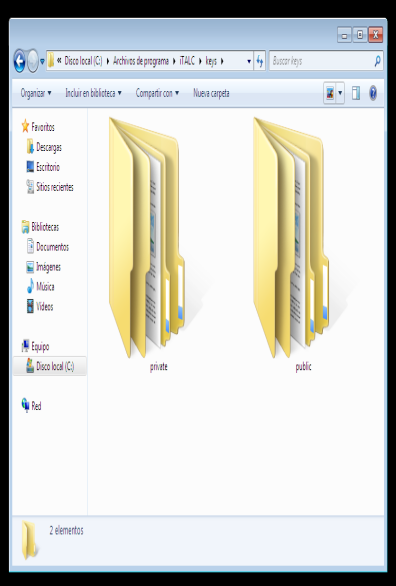 « Disco local (C:) ▸ Archivos de programa ▸ iTALC ▸ keys ▸
Buscar keys
Organizar ▾ Incluir en biblioteca ▾ Compartir con ▾ Nueva carpeta
Favoritos
Descargas
Escritorio
Sitios recientes
Bibliotecas
Documentos
Imágenes
Música
Vídeos
Equipo
Disco local (C:)
Red
private
public
2 elementos